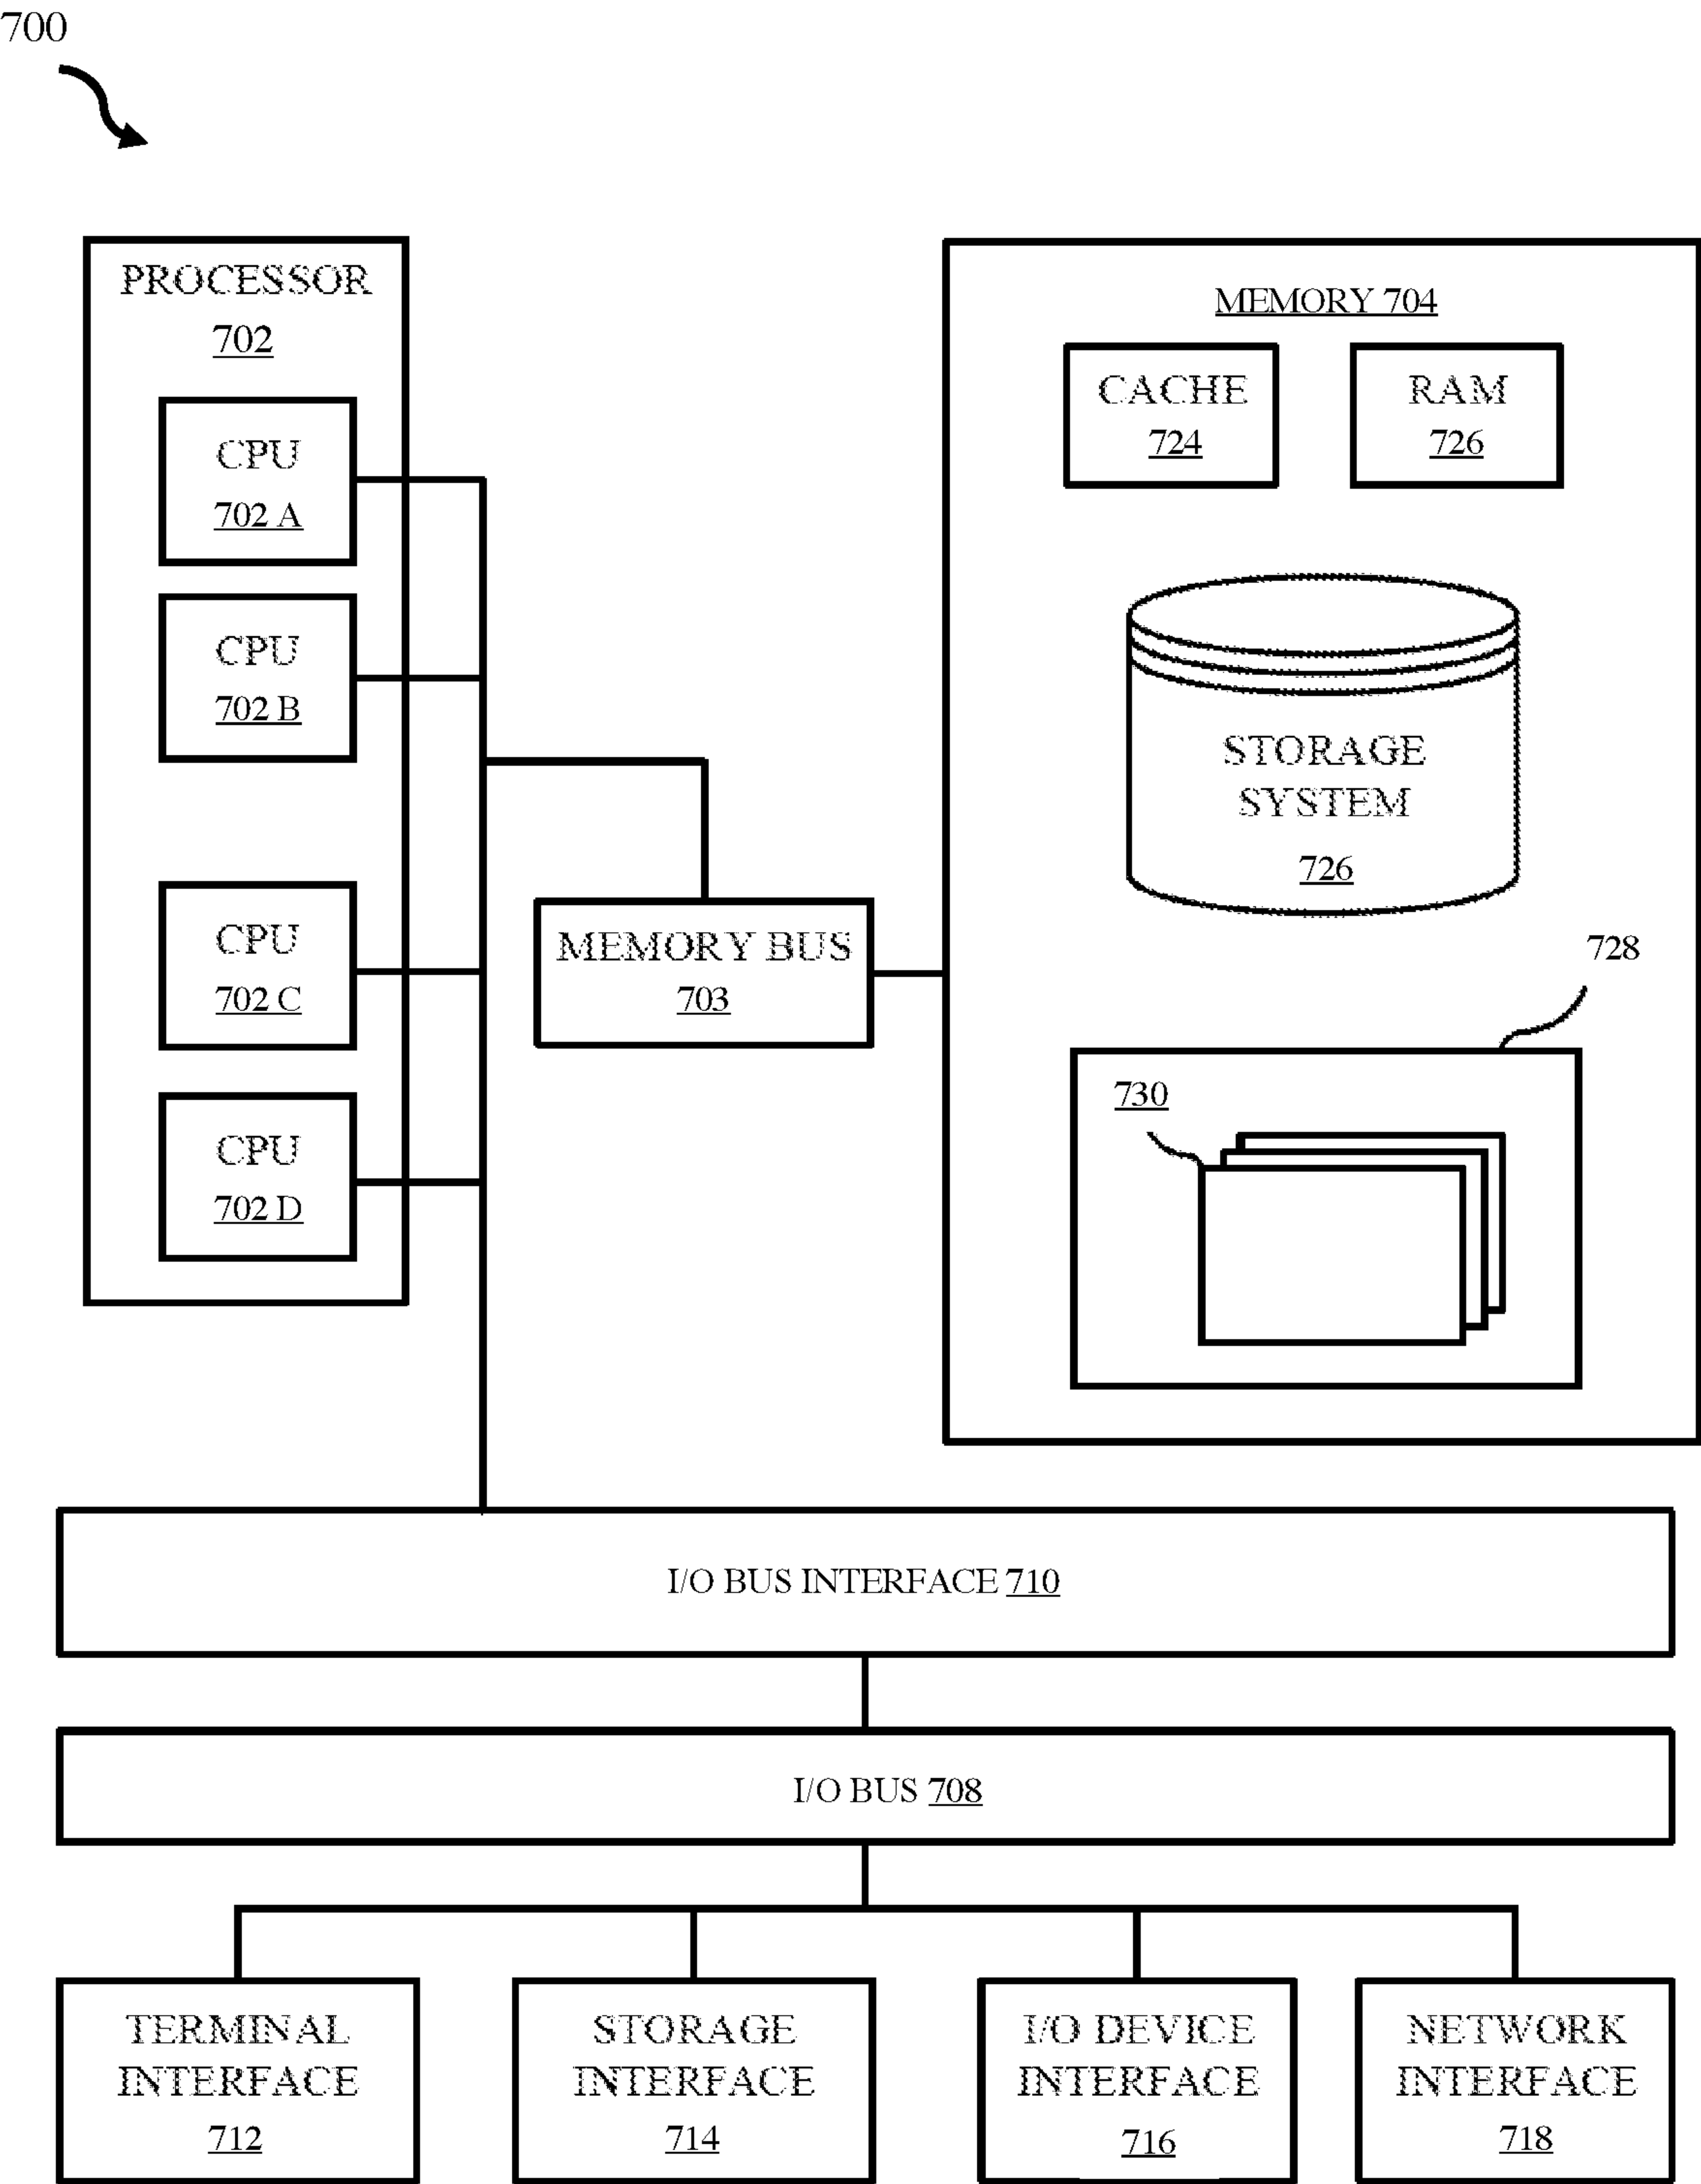 700
PROCESSOR
702
CPU
702 A
CPU
702 B
CPU
702 C
CPU
702 D
MEMORY BUS
703
MEMORY 704
CACHE
724
RAM
726
STORAGE
SYSTEM
726
728
730
I/O BUS INTERFACE 710
I/O BUS 708
TERMINAL
INTERFACE
712
STORAGE
INTERFACE
714
I/O DEVICE
INTERFACE
716
NETWORK
INTERFACE
718